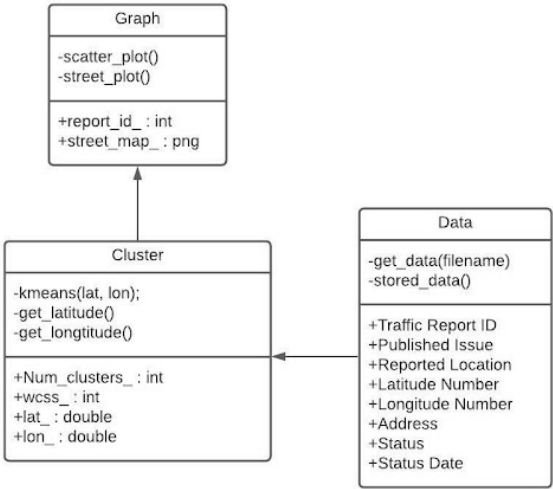 Graph
-scatter_plot()
-street_plot()
+report_id_ : int
+street_map_ : png
Cluster
-kmeans(lat, lon);
-get_latitude()
-get_longtitude()
+Num_clusters_ : int
+wcss_ : int
+lat_ : double
+lon_ : double
Data
-get_data(filename)
-stored_data()
+Traffic Report ID
+Published Issue
+Reported Location
+Latitude Number
+Longitude Number
+Address
+Status
+Status Date